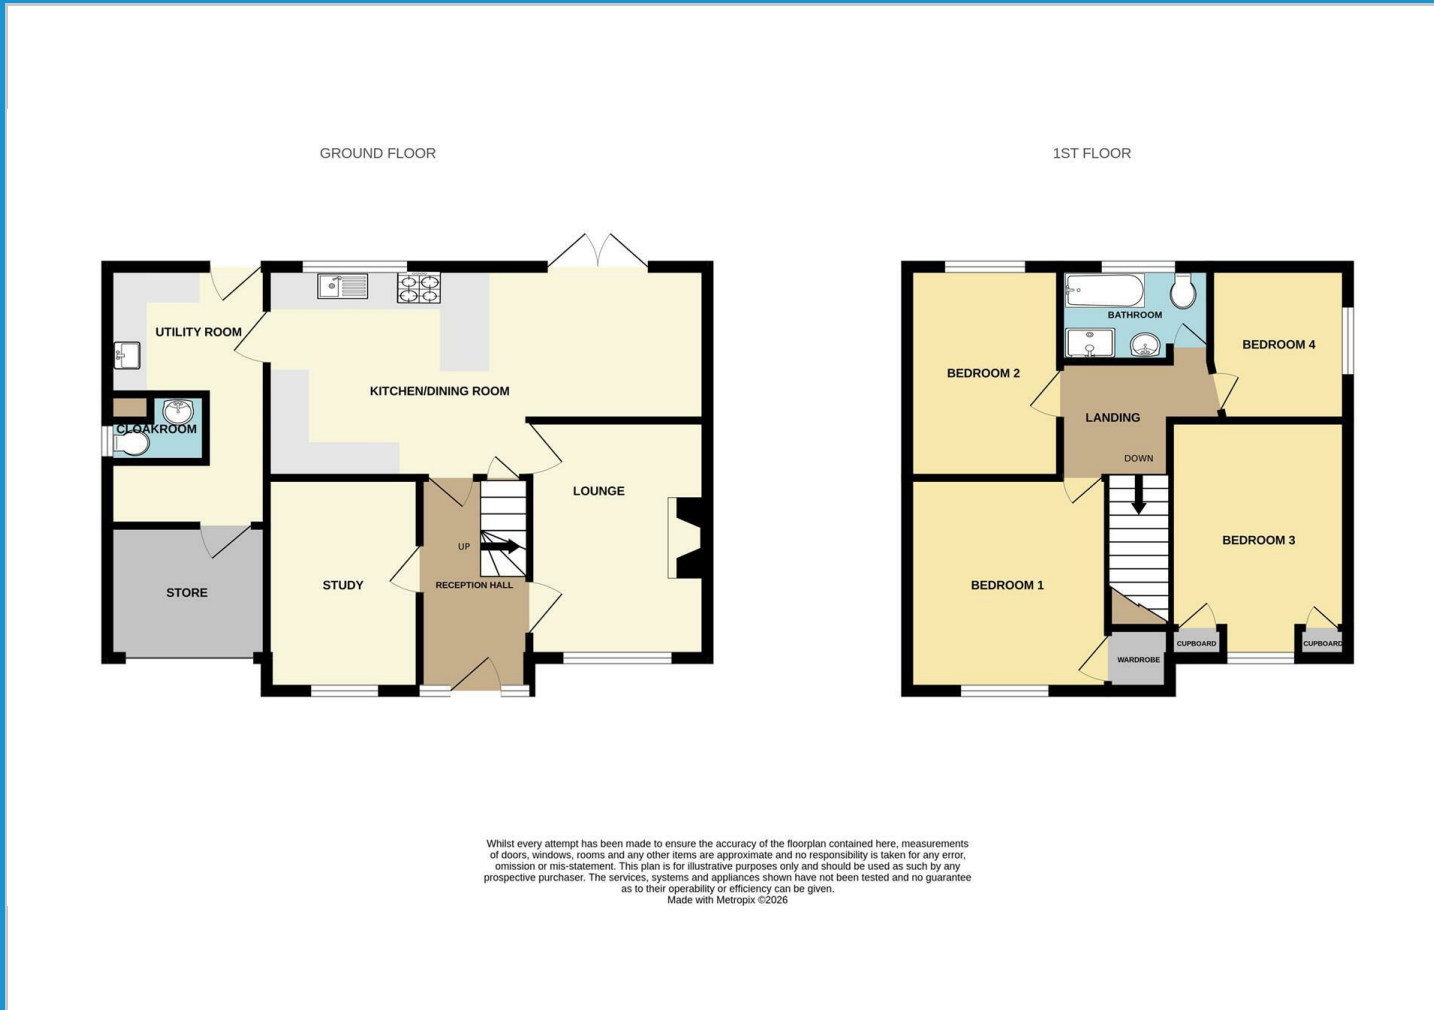 GROUND FLOOR
1ST FLOOR
UTILITY ROOM
KITCHEN/DINING ROOM
CLOAKROOM
LOUNGE
UP
RECEPTION HALL
STUDY
STORE
BATHROOM
BEDROOM 4
BEDROOM 2
LANDING
DOWN
BEDROOM 3
BEDROOM 1
CUPBOARD
CUPBOARD
WARDROBE
Whilst every attempt has been made to ensure the accuracy of the floorplan contained here, measurements
of doors, windows, rooms and any other items are approximate and no responsibility is taken for any error,
omission or mis-statement. This plan is for illustrative purposes only and should be used as such by any
prospective purchaser. The services, systems and appliances shown have not been tested and no guarantee
as to their operability or efficiency can be given.
Made with Metropix ©2026